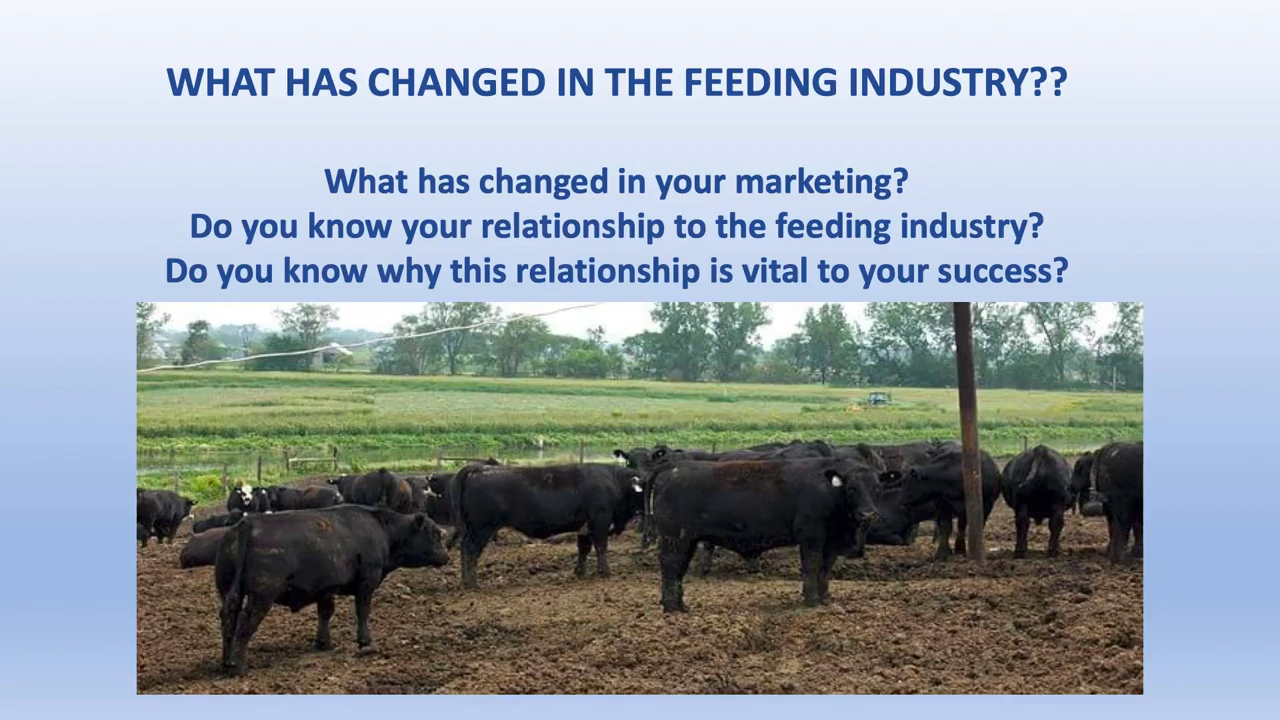 WHAT HAS CHANGED IN THE FEEDING INDUSTRY??
What has changed in your marketing?
Do you know your relationship to the feeding industry?
Do you know why this relationship is vital to your success?